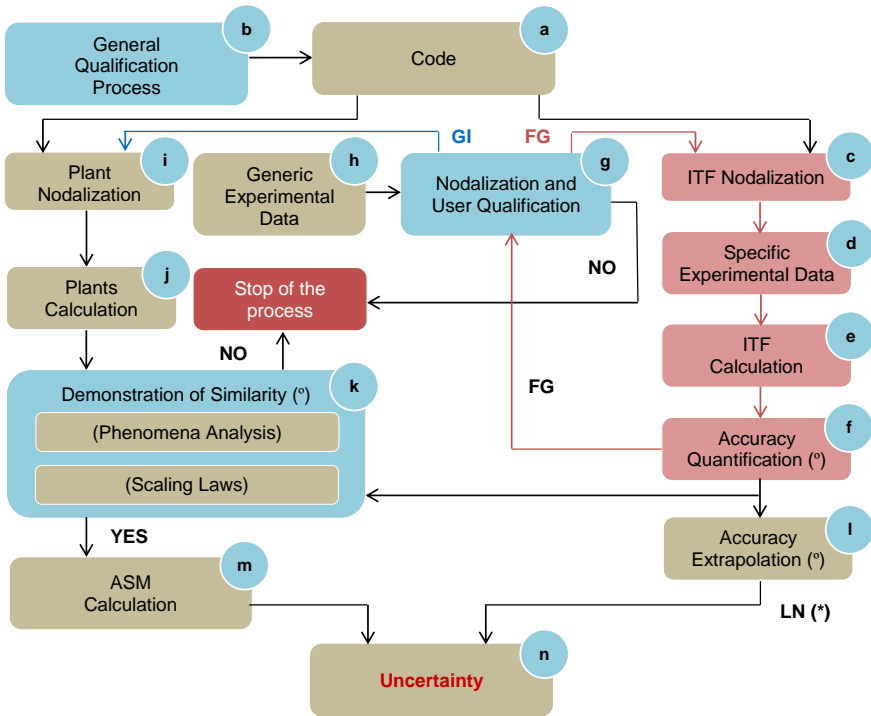 b
General
Qualification
Process
a
Code
GI
FG
i
Plant
Nodalization
h
Generic
Experimental
Data
g
Nodalization and
User Qualification
c
ITF Nodalization
d
Specific
Experimental Data
NO
j
Plants
Calculation
Stop of the
process
e
ITF
Calculation
NO
FG
k
Demonstration of Similarity (º)
(Phenomena Analysis)
(Scaling Laws)
f
Accuracy
Quantification (º)
YES
l
Accuracy
Extrapolation (º)
m
ASM
Calculation
LN (*)
n
Uncertainty